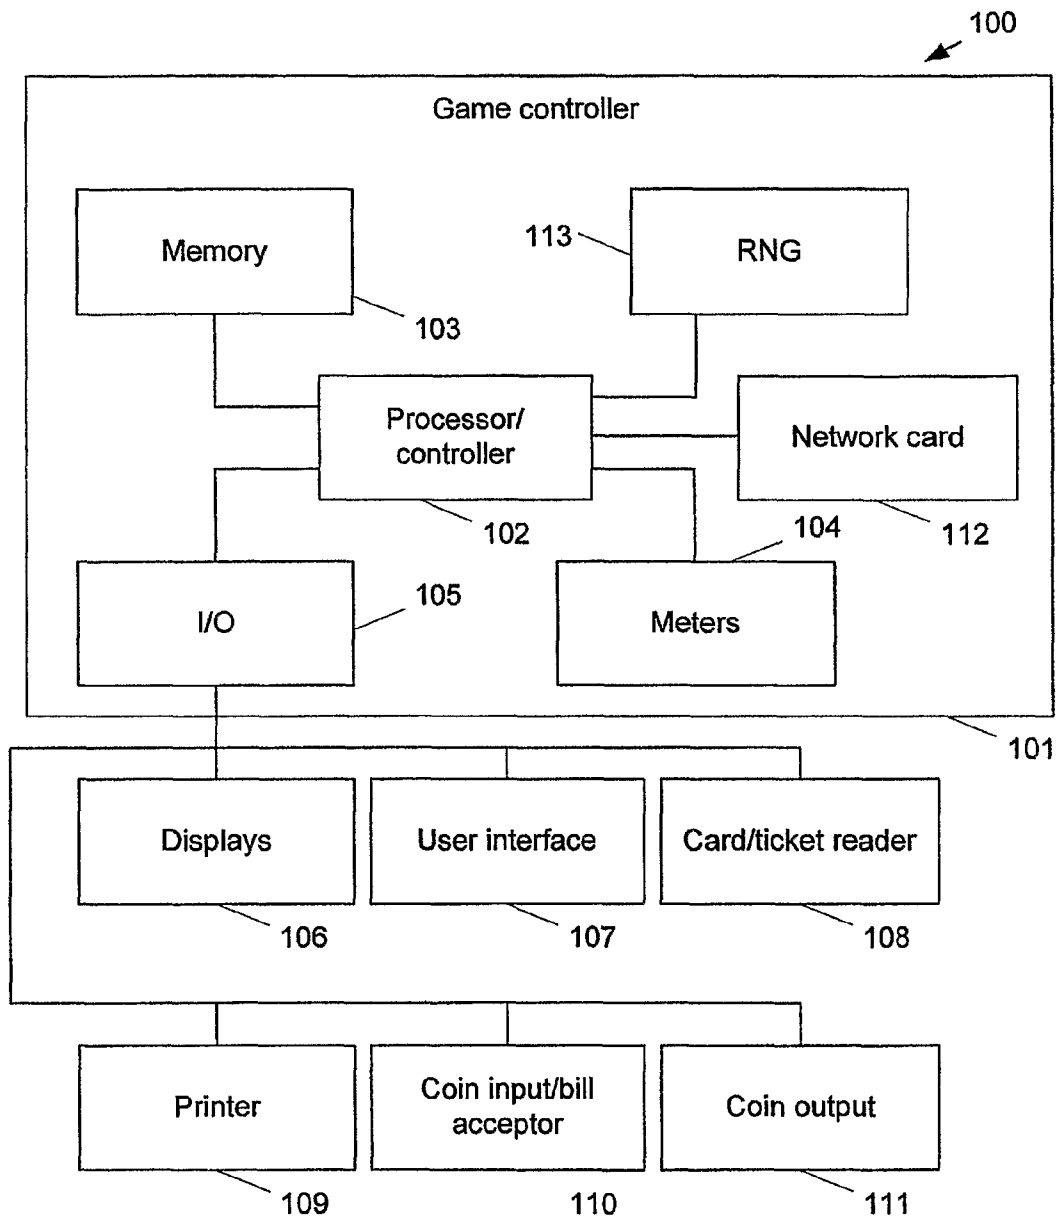 100
Game controller
Memory
113
RNG
103
Processor/
controller
Network card
102
104
112
I/O
105
Meters
101
Displays
User interface
Card/ticket reader
106
107
108
Printer
Coin input/bill
acceptor
Coin output
109
110
111